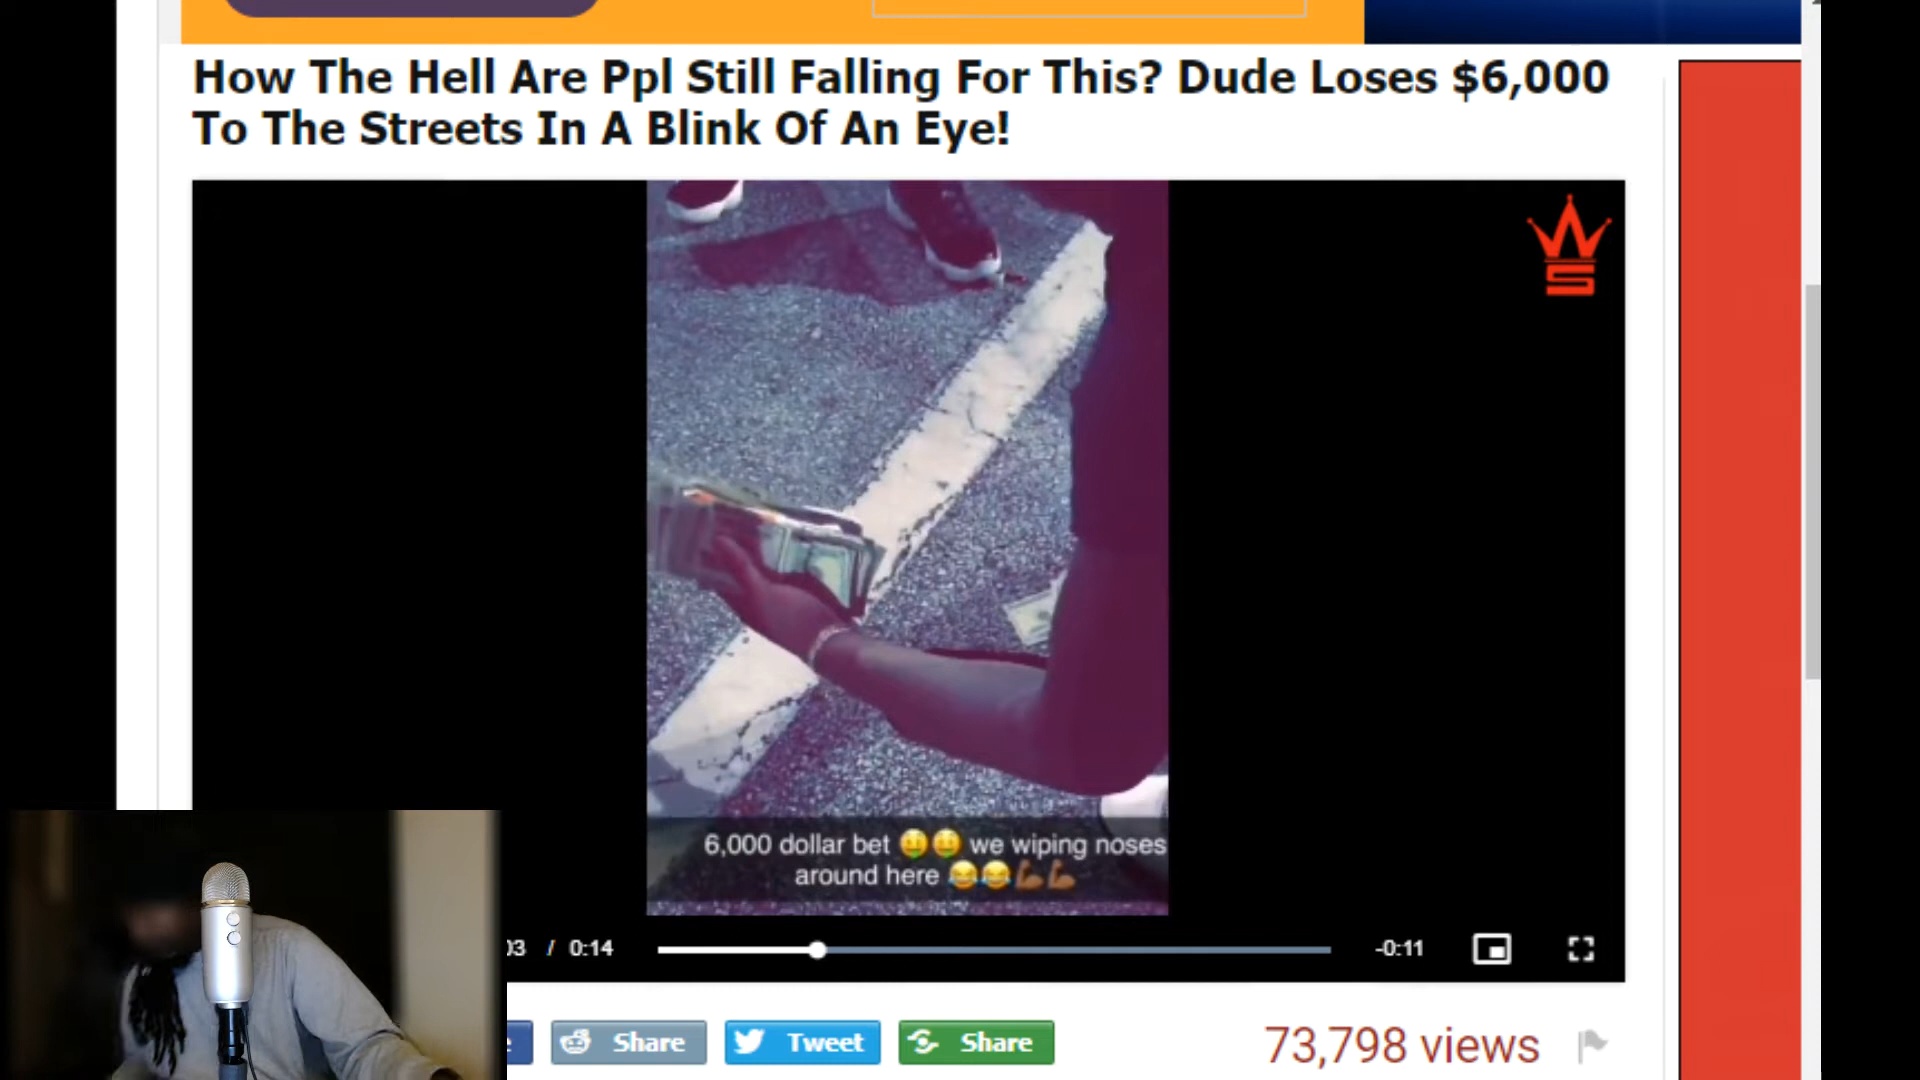 How The Hell Are Ppl Still Falling For This? Dude Loses $6,000
To The Streets In A Blink Of An Eye!
W
S
6,000 dollar bet 🤑🤑 we wiping noses
around here 😂😂💪🏾💪🏾
03 / 0:14
-0:11
e
Share
Tweet
Share
73,798 views